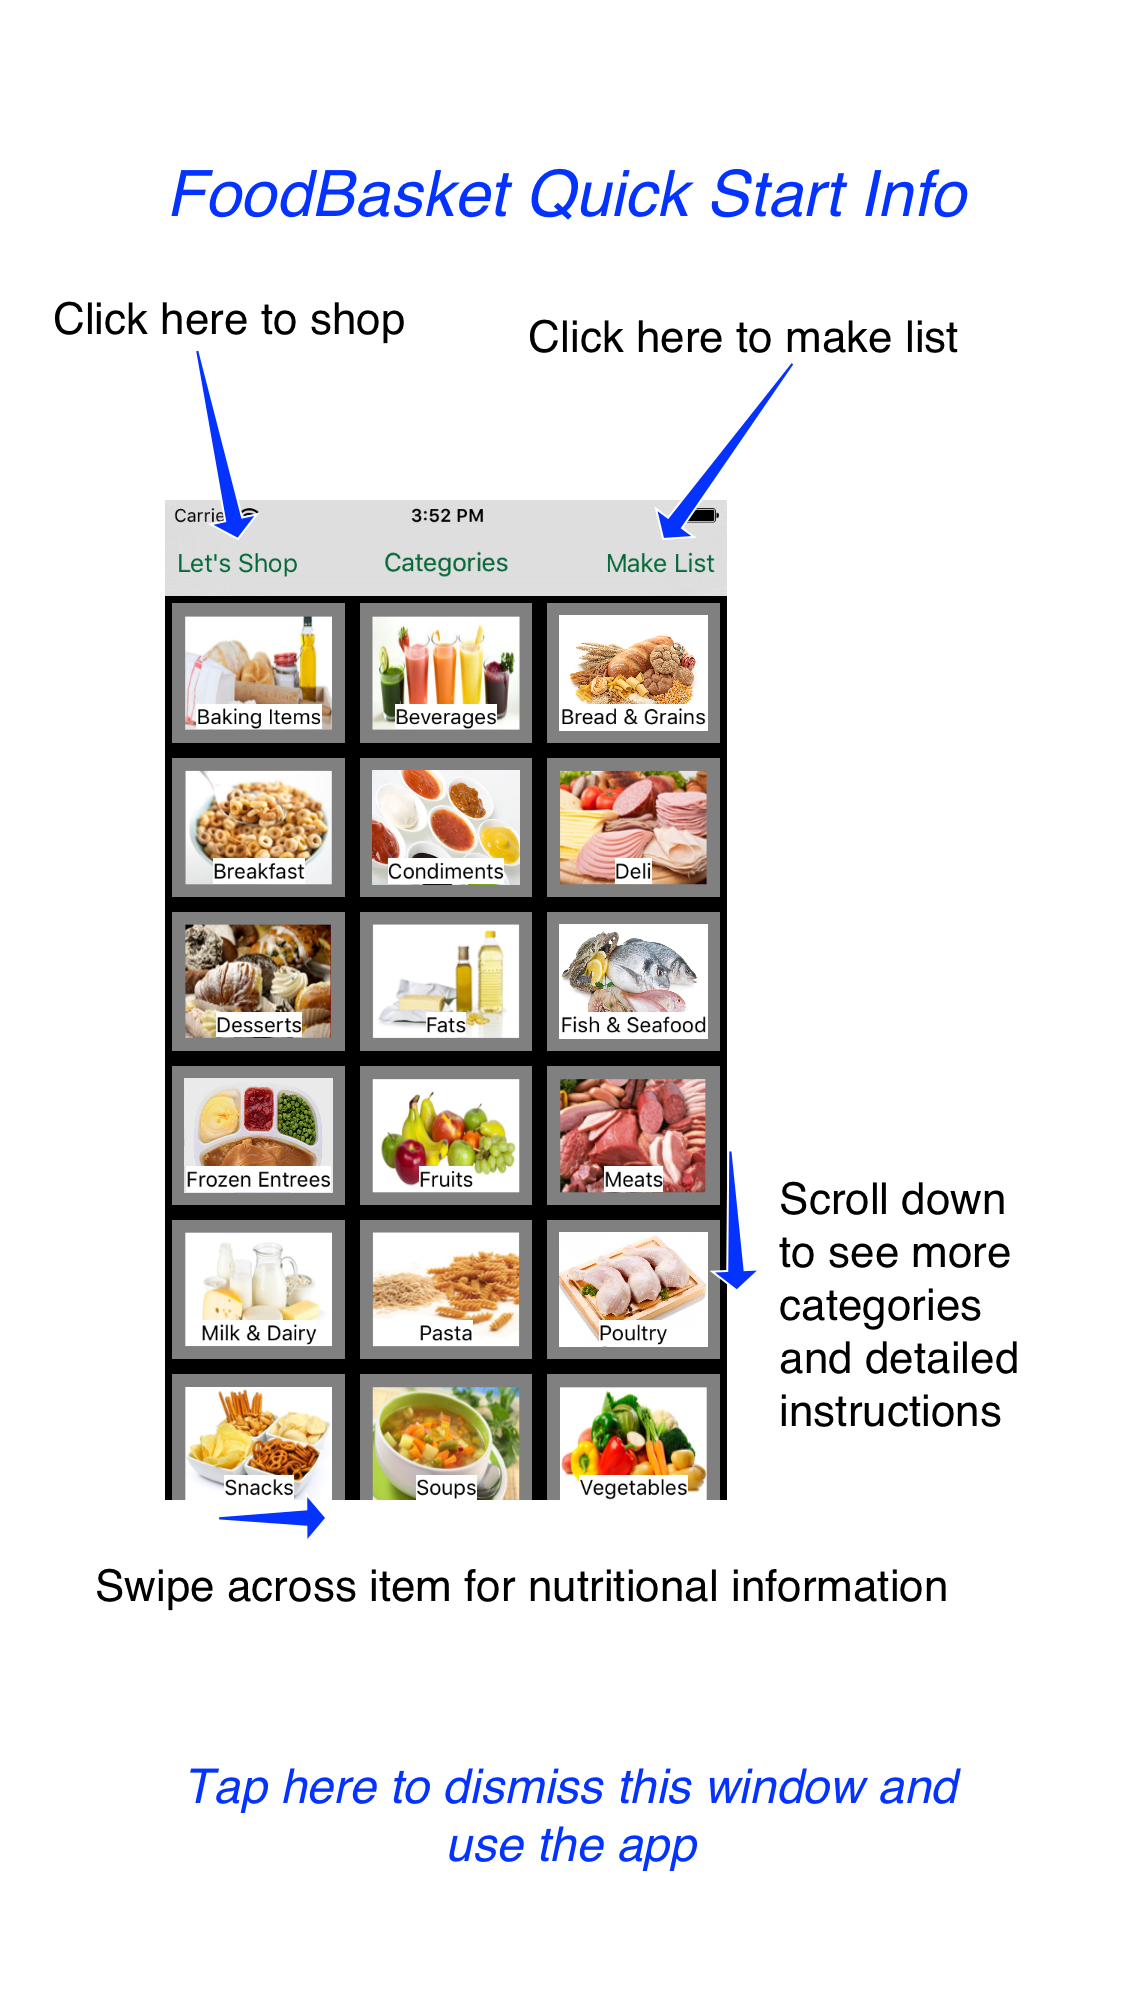 FoodBasket Quick Start Info
Click here to shop
Click here to make list
3:52 PM
Let's Shop
Categories
Make List
Baking Items
Beverages
Bread & Grains
Breakfast
Condiments
Deli
Desserts
Fats
Fish & Seafood
Frozen Entrees
Fruits
Meats
Milk & Dairy
Pasta
Poultry
Scroll down
to see more
categories
and detailed
instructions
Snacks
Soups
Vegetables
Swipe across item for nutritional information
Tap here to dismiss this window and
use the app